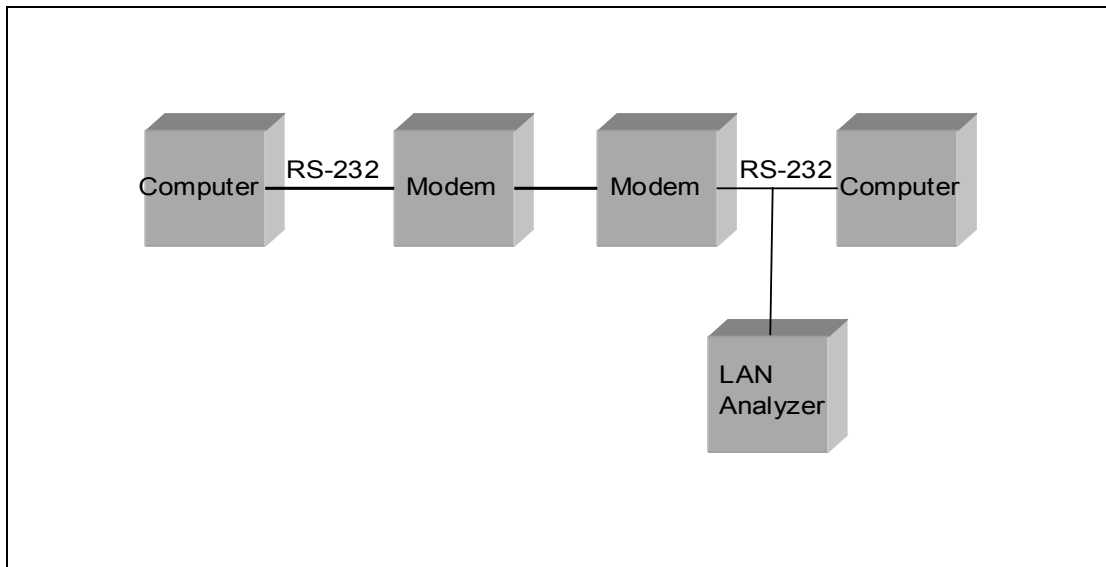 RS-232
RS-232
Computer
Modem
Modem
Computer
LAN
Analyzer